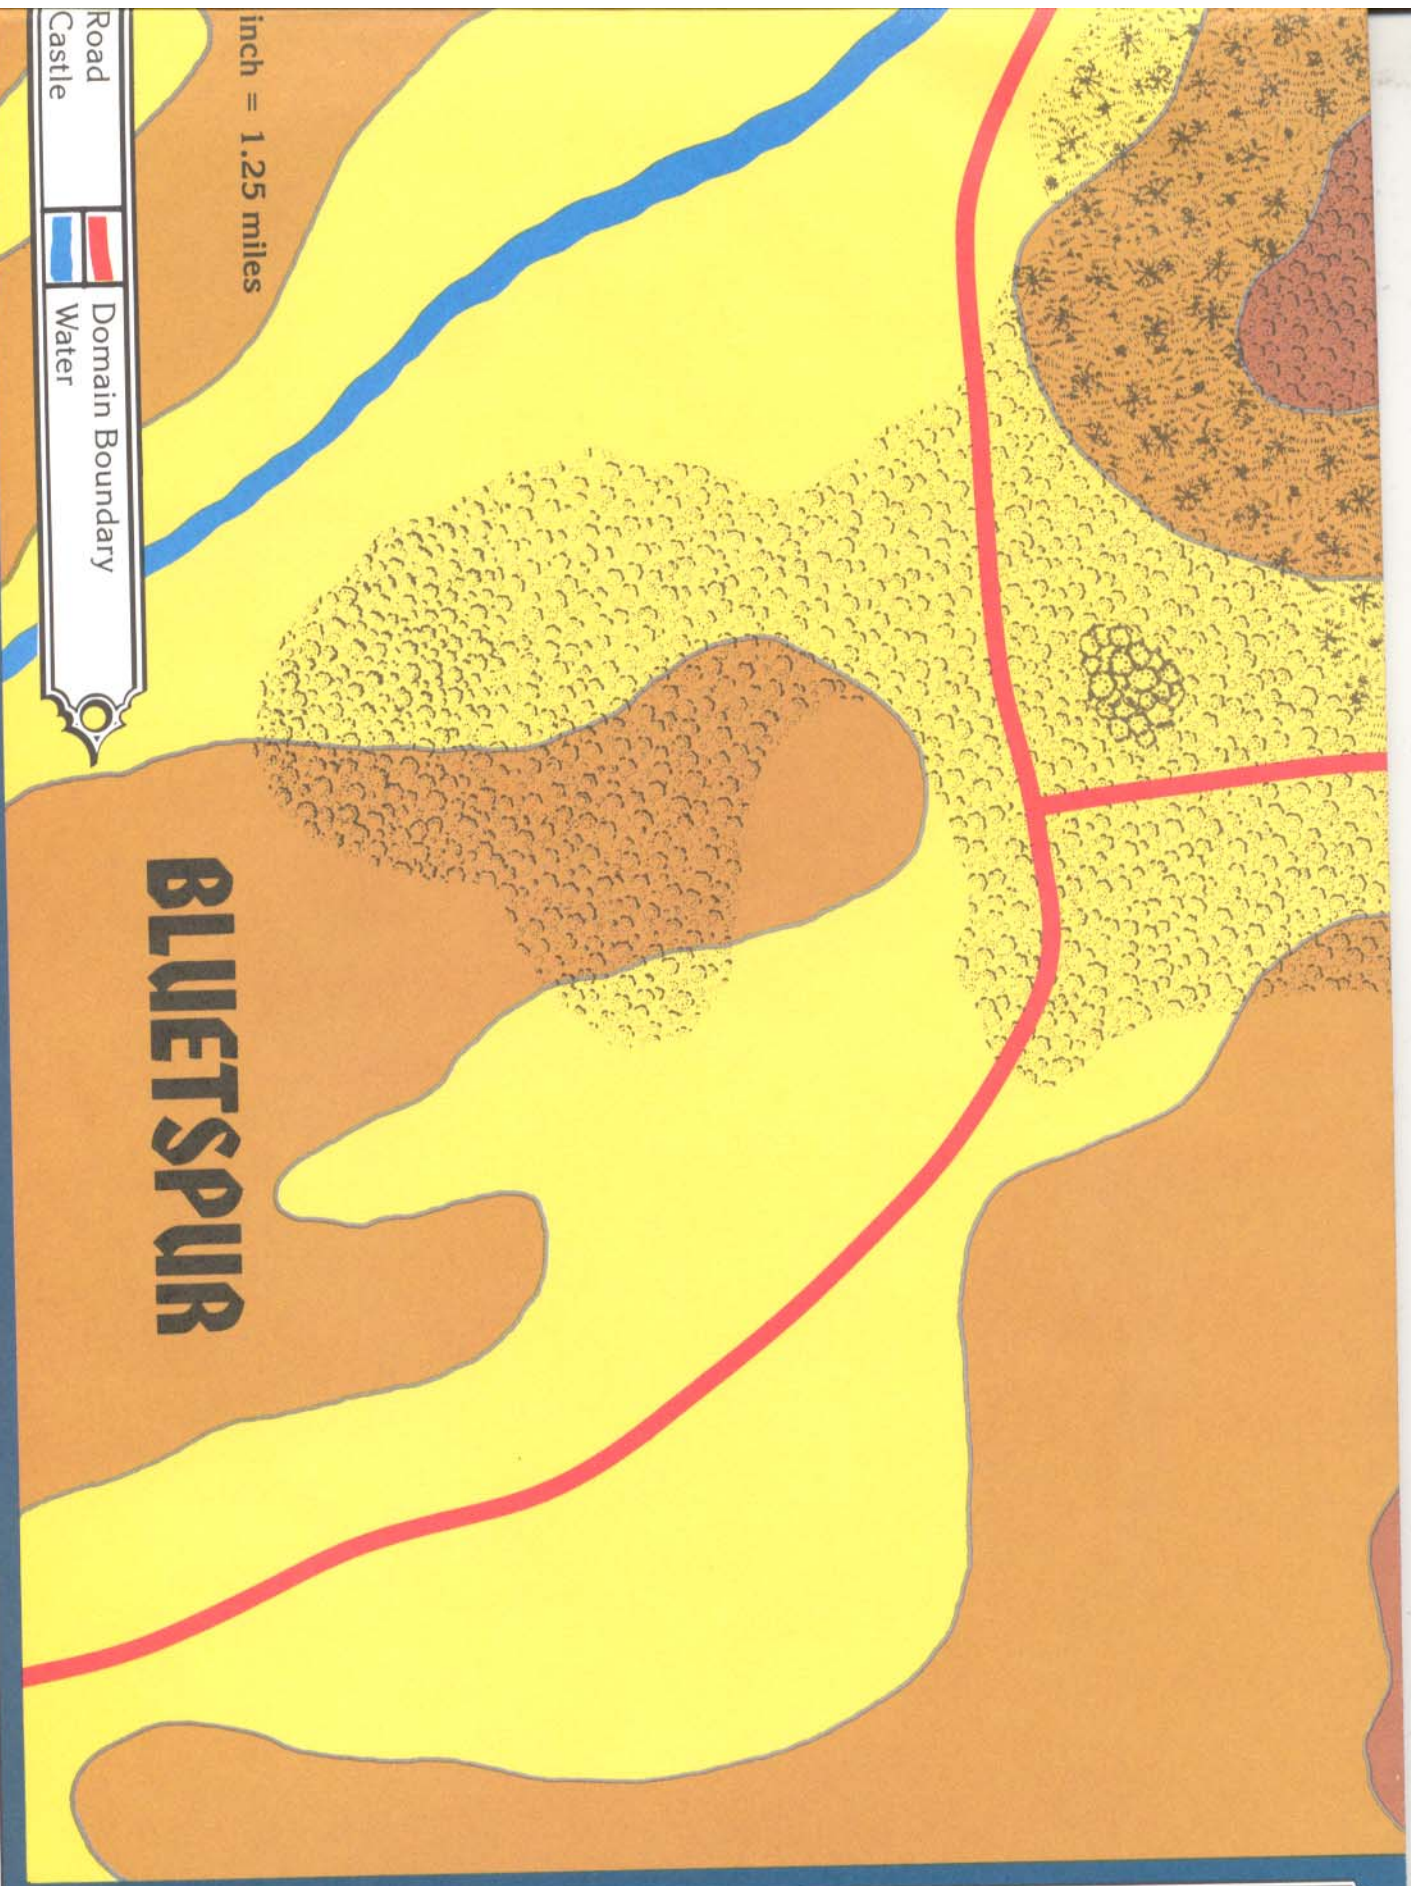 inch = 1.25 miles
Road
Castle
Domain Boundary
Water
BLUETSPUR